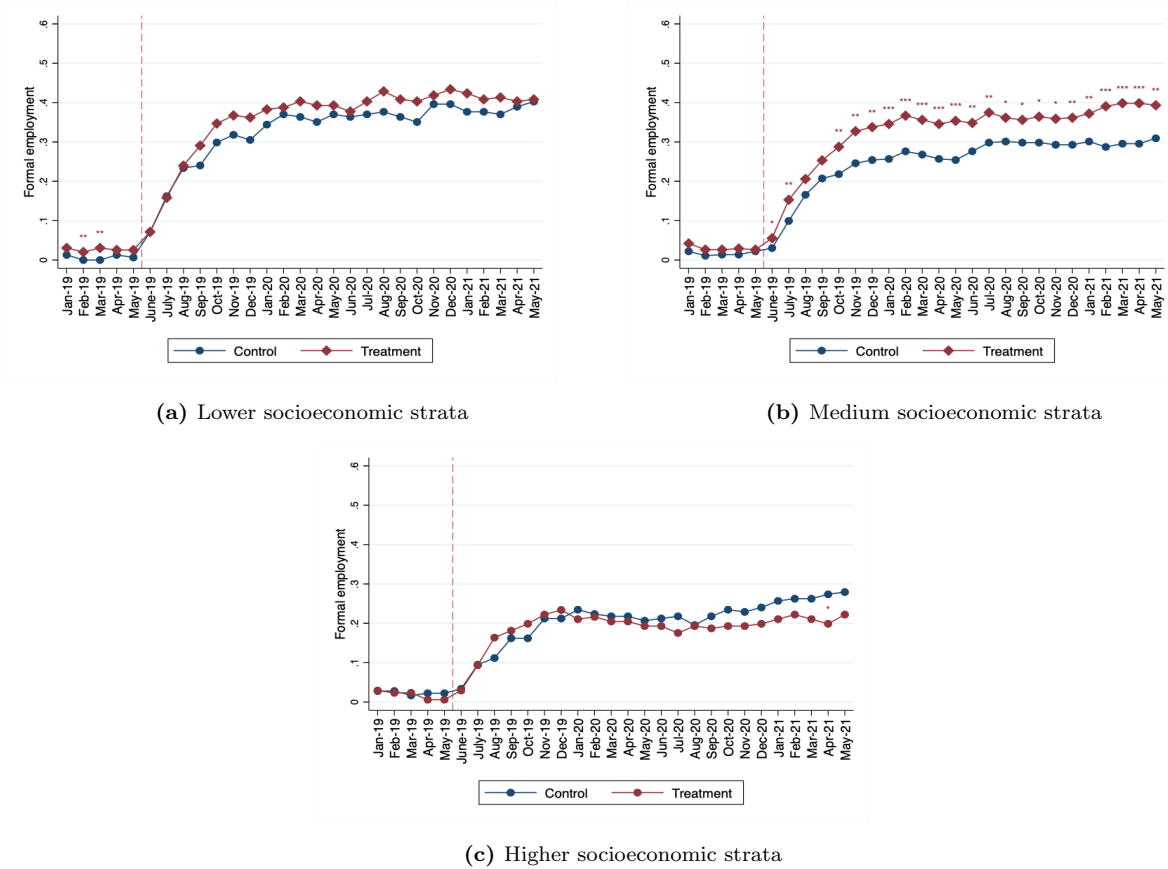 .6
.5
.4
.3
.2
.1
0
Formal employment
Jan-19 Feb-19 Mar-19 Apr-19 May-19 June-19 July-19 Aug-19 Sep-19 Oct-19 Nov-19 Dec-19 Jan-20 Feb-20 Mar-20 Apr-20 May-20 Jun-20 Jul-20 Aug-20 Sep-20 Oct-20 Nov-20 Dec-20 Jan-21 Feb-21 Mar-21 Apr-21 May-21
** **
Control Treatment
(a) Lower socioeconomic strata
.6
.5
.4
.3
.2
.1
0
Formal employment
* ** ** ** ** *** *** *** *** *** ** ** * * * * ** ** *** *** *** **
Jan-19 Feb-19 Mar-19 Apr-19 May-19 June-19 July-19 Aug-19 Sep-19 Oct-19 Nov-19 Dec-19 Jan-20 Feb-20 Mar-20 Apr-20 May-20 Jun-20 Jul-20 Aug-20 Sep-20 Oct-20 Nov-20 Dec-20 Jan-21 Feb-21 Mar-21 Apr-21 May-21
Control Treatment
(b) Medium socioeconomic strata
.6
.5
.4
.3
.2
.1
0
Formal employment
*
Jan-19 Feb-19 Mar-19 Apr-19 May-19 June-19 July-19 Aug-19 Sep-19 Oct-19 Nov-19 Dec-19 Jan-20 Feb-20 Mar-20 Apr-20 May-20 Jun-20 Jul-20 Aug-20 Sep-20 Oct-20 Nov-20 Dec-20 Jan-21 Feb-21 Mar-21 Apr-21 May-21
Control Treatment
(c) Higher socioeconomic strata